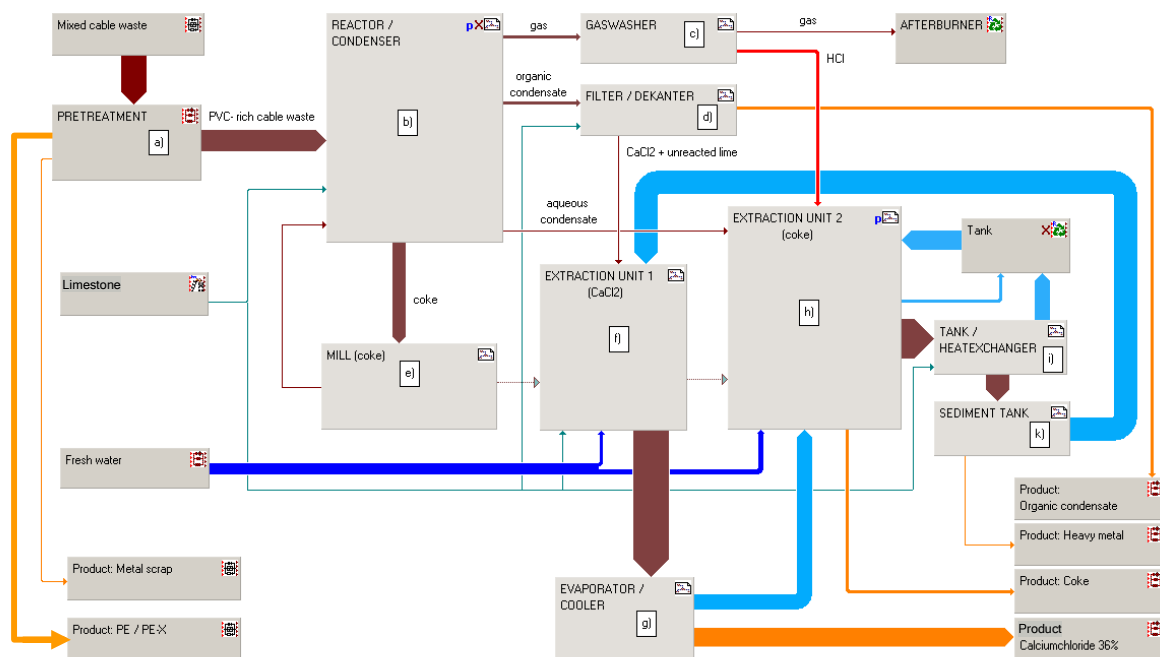 Mixed cable waste
REACTOR /
CONDENSER
p
gas
GASWASHER
c)
gas
AFTERBURNER
HCl
organic
condensate
FILTER / DEKANTER
d)
PRETREATMENT
a)
PVC- rich cable waste
b)
CaCl2 + unreacted lime
aqueous
condensate
EXTRACTION UNIT 2
(coke)
p
h)
Tank
Limestone
EXTRACTION UNIT 1
(CaCl2)
f)
coke
MILL (coke)
e)
TANK /
HEATEXCHANGER
i)
SEDIMENT TANK
k)
Fresh water
Product:
Organic condensate
Product: Heavy metal
Product: Metal scrap
Product: Coke
EVAPORATOR /
COOLER
g)
Product: PE / PE-X
Product
Calciumchloride 36%